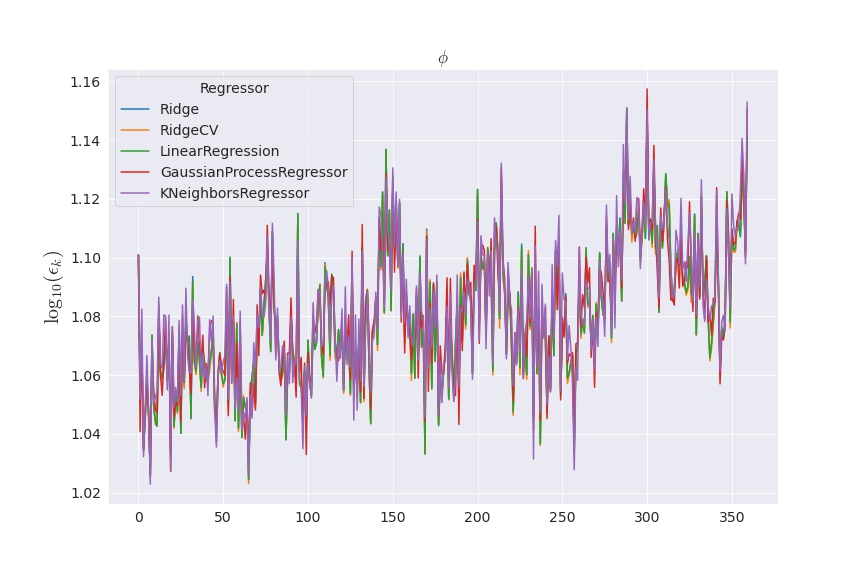 ϕ
Regressor
Ridge
RidgeCV
LinearRegression
GaussianProcessRegressor
KNeighborsRegressor
log₁₀(ϵₖ)
1.16
1.14
1.12
1.10
1.08
1.06
1.04
1.02
0 50 100 150 200 250 300 350